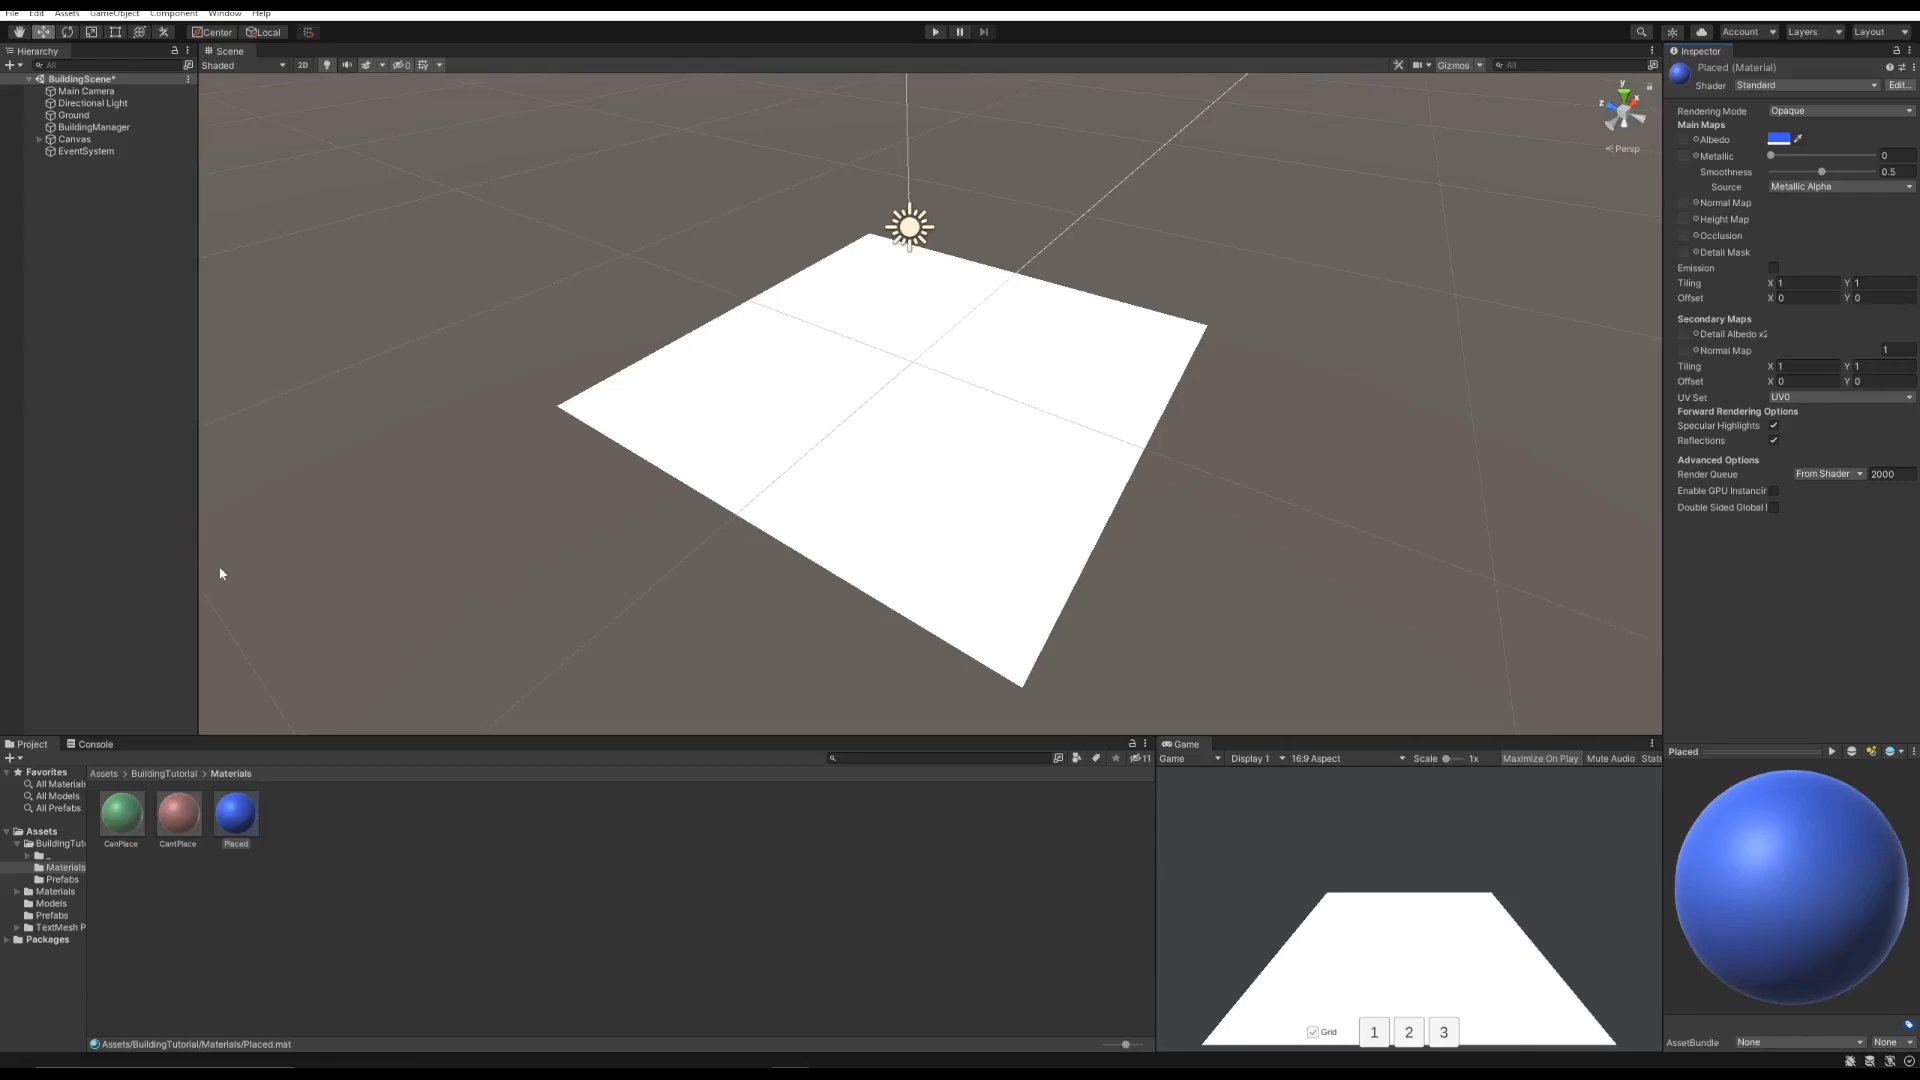 File Edit Assets GameObject Component Window Help
Center Local
Account Layers Layout
Hierarchy
All
BuildingScene*
Main Camera
Directional Light
Ground
BuildingManager
Canvas
EventSystem
Scene
Shaded 2D 0 Gizmos All
y
x
z
Persp
Inspector
Placed (Material)
Shader Standard Edit...
Rendering Mode Opaque
Main Maps
Albedo
Metallic 0
Smoothness 0.5
Source Metallic Alpha
Normal Map
Height Map
Occlusion
Detail Mask
Emission
Tiling X 1 Y 1
Offset X 0 Y 0
Secondary Maps
Detail Albedo x2
Normal Map 1
Tiling X 1 Y 1
Offset X 0 Y 0
UV Set UV0
Forward Rendering Options
Specular Highlights
Reflections
Advanced Options
Render Queue From Shader 2000
Enable GPU Instancin
Double Sided Global I
Project Console
11
Favorites
All Materials
All Models
All Prefabs
Assets
BuildingTuto
_
Materials
Prefabs
Materials
Models
Prefabs
TextMesh P
Packages
Assets > BuildingTutorial > Materials
CanPlace CantPlace Placed
Assets/BuildingTutorial/Materials/Placed.mat
Game
Game Display 1 16:9 Aspect Scale 1x Maximize On Play Mute Audio Stats
Grid 1 2 3
Placed
AssetBundle None None